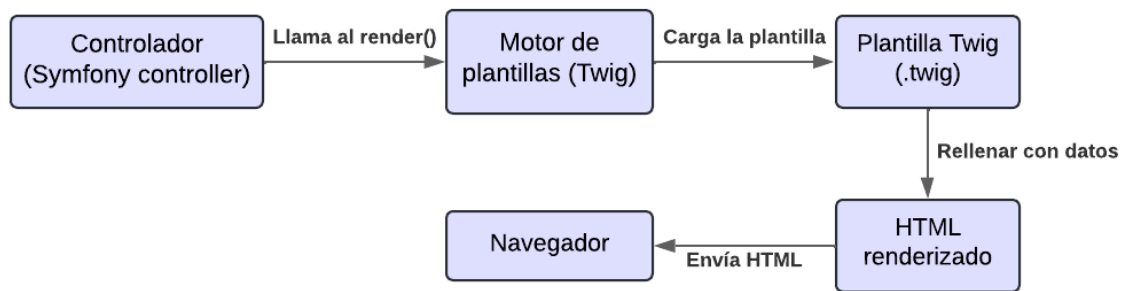 Controlador
(Symfony controller)
Llama al render()
Motor de
plantillas (Twig)
Carga la plantilla
Plantilla Twig
(.twig)
Rellenar con datos
HTML
renderizado
Envía HTML
Navegador